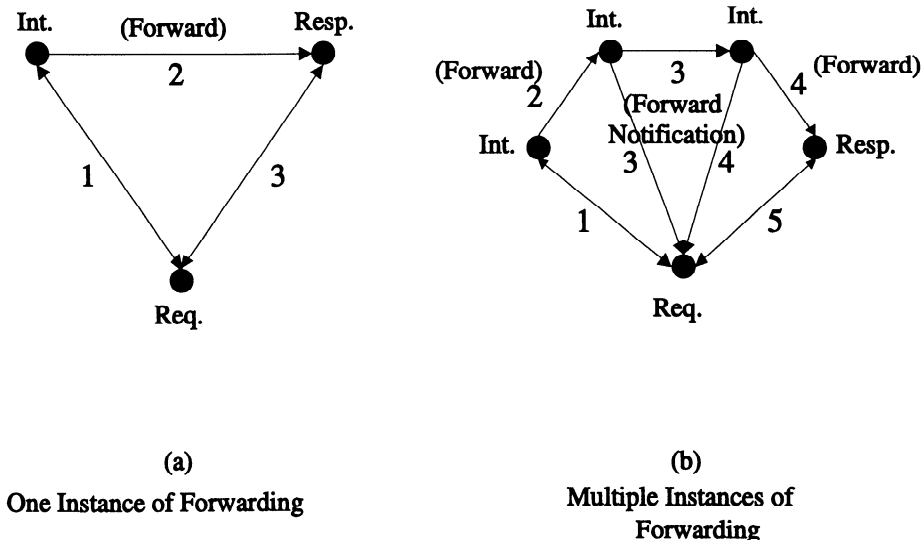 Int.
(Forward)
Resp.
2
1
3
Req.
(a)
One Instance of Forwarding
Int.
Int.
(Forward)
2
3
4
(Forward)
(Forward
Notification)
Int.
3
4
Resp.
1
5
Req.
(b)
Multiple Instances of
Forwarding